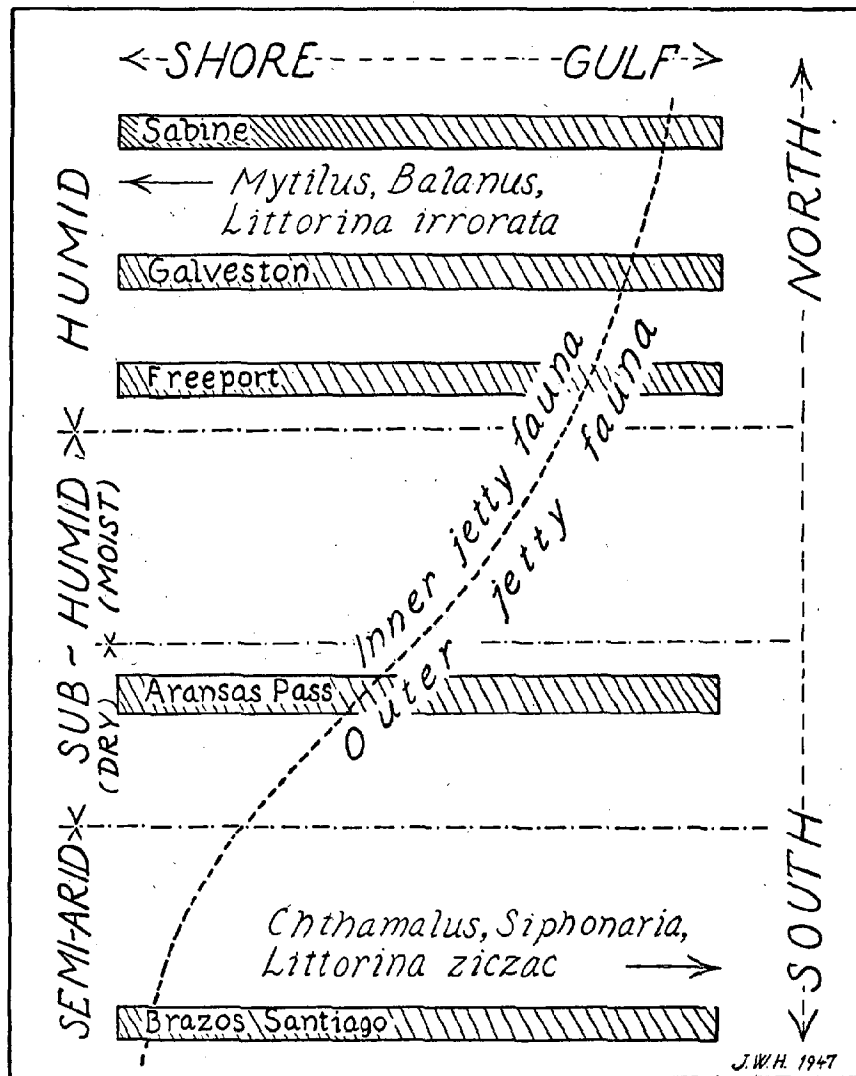 SHORE GULF
Sabine
Mytilus, Balanus,
Littorina irrorata
Galveston
Freeport
Inner jetty fauna
Outer jetty fauna
Aransas Pass
Chthamalus, Siphonaria,
Littorina ziczac
Brazos Santiago
HUMID
SUB-HUMID
(MOIST)
(DRY)
SEMI-ARID
NORTH
SOUTH
J.W.H. 1947